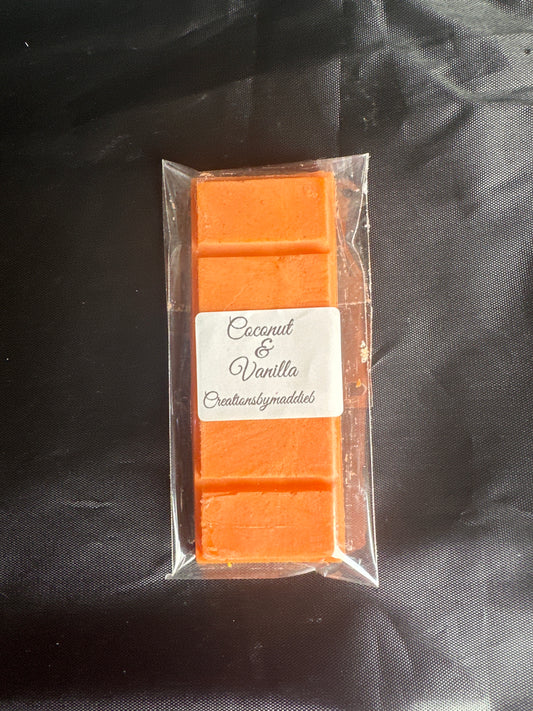 Coconut
&
Vanilla
Creationsbymaddieb